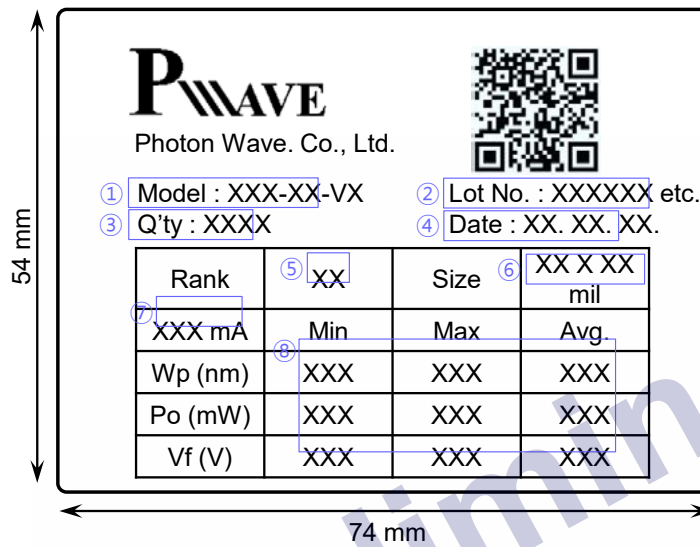 PWAVE
Photon Wave. Co., Ltd.
① Model : XXX-XX-VX ② Lot No. : XXXXXX etc.
③ Q'ty : XXXX ④ Date : XX. XX. XX.
Rank ⑤ XX Size ⑥ XX X XX mil
⑦ XXX mA Min Max Avg.
⑧
Wp (nm) XXX XXX XXX
Po (mW) XXX XXX XXX
Vf (V) XXX XXX XXX
54 mm
74 mm
limin